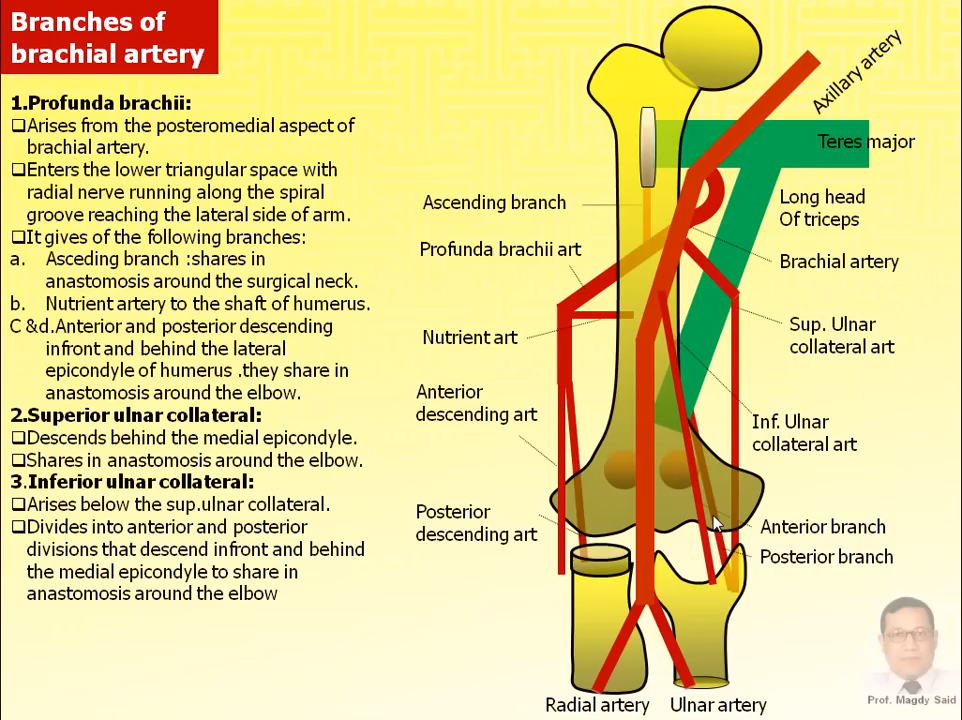 Branches of
brachial artery
1.Profunda brachii:
❑Arises from the posteromedial aspect of
brachial artery.
❑Enters the lower triangular space with
radial nerve running along the spiral
groove reaching the lateral side of arm.
❑It gives of the following branches:
a. Asceding branch :shares in
anastomosis around the surgical neck.
b. Nutrient artery to the shaft of humerus.
C &d.Anterior and posterior descending
infront and behind the lateral
epicondyle of humerus .they share in
anastomosis around the elbow.
2.Superior ulnar collateral:
❑Descends behind the medial epicondyle.
❑Shares in anastomosis around the elbow.
3.Inferior ulnar collateral:
❑Arises below the sup.ulnar collateral.
❑Divides into anterior and posterior
divisions that descend infront and behind
the medial epicondyle to share in
anastomosis around the elbow
Axillary artery
Teres major
Long head
Of triceps
Ascending branch
Profunda brachii art
Brachial artery
Nutrient art
Sup. Ulnar
collateral art
Anterior
descending art
Inf. Ulnar
collateral art
Posterior
descending art
Anterior branch
Posterior branch
Radial artery
Ulnar artery
Prof. Magdy Said